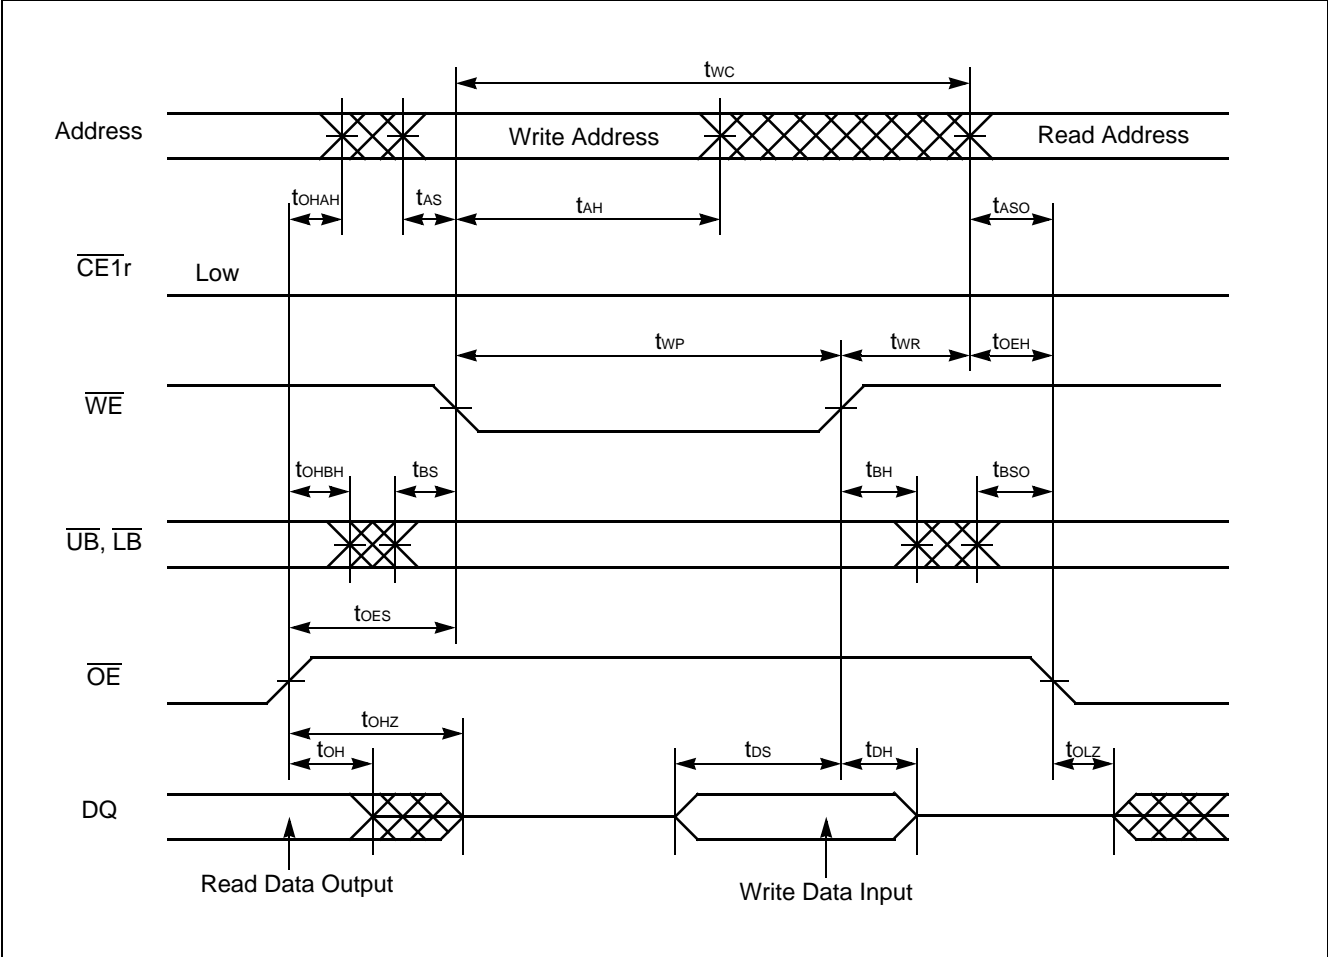 tWC
Address
Write Address
Read Address
tOHAH
tAS
tAH
tASO
CE1r
Low
tWP
tWR
tOEH
WE
tOHBH
tBS
tBH
tBSO
UB, LB
tOES
OE
tOHZ
tOH
tDS
tDH
tOLZ
DQ
Read Data Output
Write Data Input